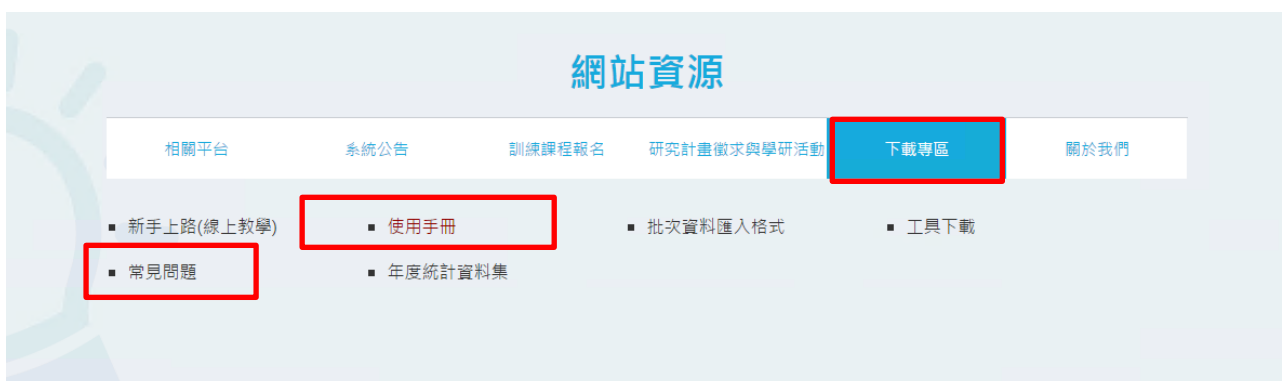 網站資源
相關平台 系統公告 訓練課程報名 研究計畫徵求與學研活動 下載專區 關於我們
▪ 新手上路(線上教學) ▪ 使用手冊 ▪ 批次資料匯入格式 ▪ 工具下載
▪ 常見問題 ▪ 年度統計資料集